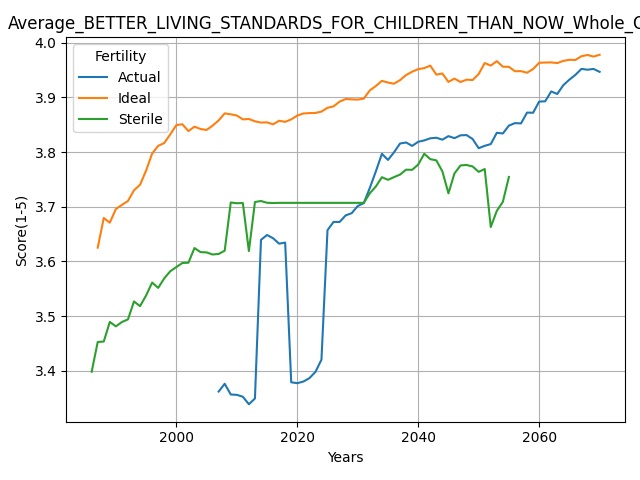 Average_BETTER_LIVING_STANDARDS_FOR_CHILDREN_THAN_NOW_Whole_
Fertility
Actual
Ideal
Sterile
Score(1-5)
4.0
3.9
3.8
3.7
3.6
3.5
3.4
2000 2020 2040 2060
Years